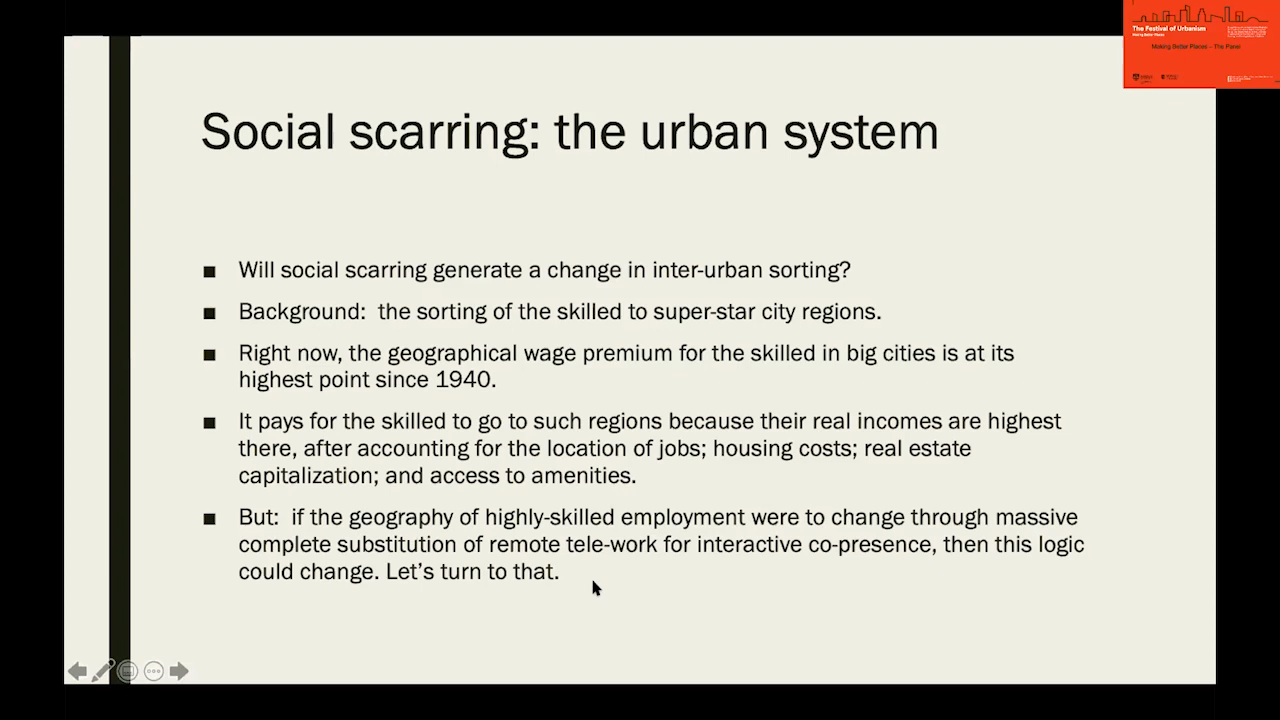 The Festival of Urbanism
Making Better Places
Making Better Places – The Panel
Social scarring: the urban system
■ Will social scarring generate a change in inter-urban sorting?
■ Background: the sorting of the skilled to super-star city regions.
■ Right now, the geographical wage premium for the skilled in big cities is at its
highest point since 1940.
■ It pays for the skilled to go to such regions because their real incomes are highest
there, after accounting for the location of jobs; housing costs; real estate
capitalization; and access to amenities.
■ But: if the geography of highly-skilled employment were to change through massive
complete substitution of remote tele-work for interactive co-presence, then this logic
could change. Let’s turn to that.